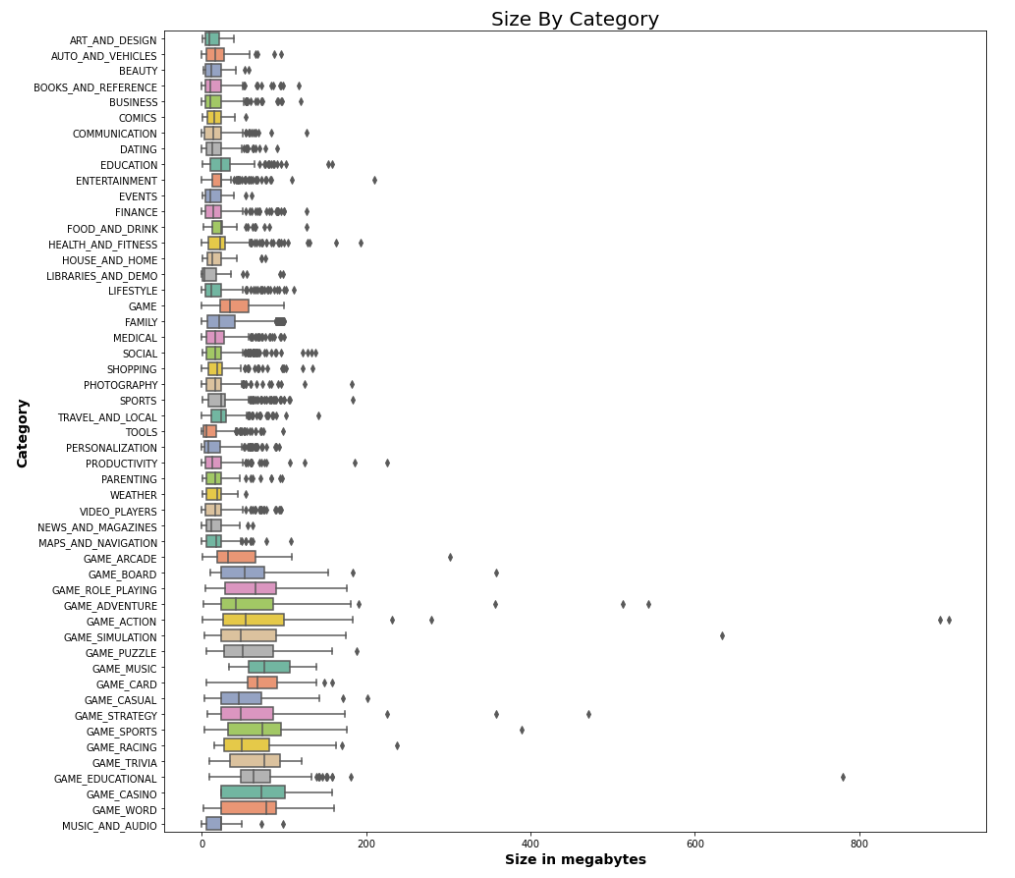 Size By Category
ART_AND_DESIGN
AUTO_AND_VEHICLES
BEAUTY
BOOKS_AND_REFERENCE
BUSINESS
COMICS
COMMUNICATION
DATING
EDUCATION
ENTERTAINMENT
EVENTS
FINANCE
FOOD_AND_DRINK
HEALTH_AND_FITNESS
HOUSE_AND_HOME
LIBRARIES_AND_DEMO
LIFESTYLE
GAME
FAMILY
MEDICAL
SOCIAL
SHOPPING
PHOTOGRAPHY
SPORTS
TRAVEL_AND_LOCAL
TOOLS
PERSONALIZATION
PRODUCTIVITY
PARENTING
WEATHER
VIDEO_PLAYERS
NEWS_AND_MAGAZINES
MAPS_AND_NAVIGATION
GAME_ARCADE
GAME_BOARD
GAME_ROLE_PLAYING
GAME_ADVENTURE
GAME_ACTION
GAME_SIMULATION
GAME_PUZZLE
GAME_MUSIC
GAME_CARD
GAME_CASUAL
GAME_STRATEGY
GAME_SPORTS
GAME_RACING
GAME_TRIVIA
GAME_EDUCATIONAL
GAME_CASINO
GAME_WORD
MUSIC_AND_AUDIO
Category
0 200 400 600 800
Size in megabytes